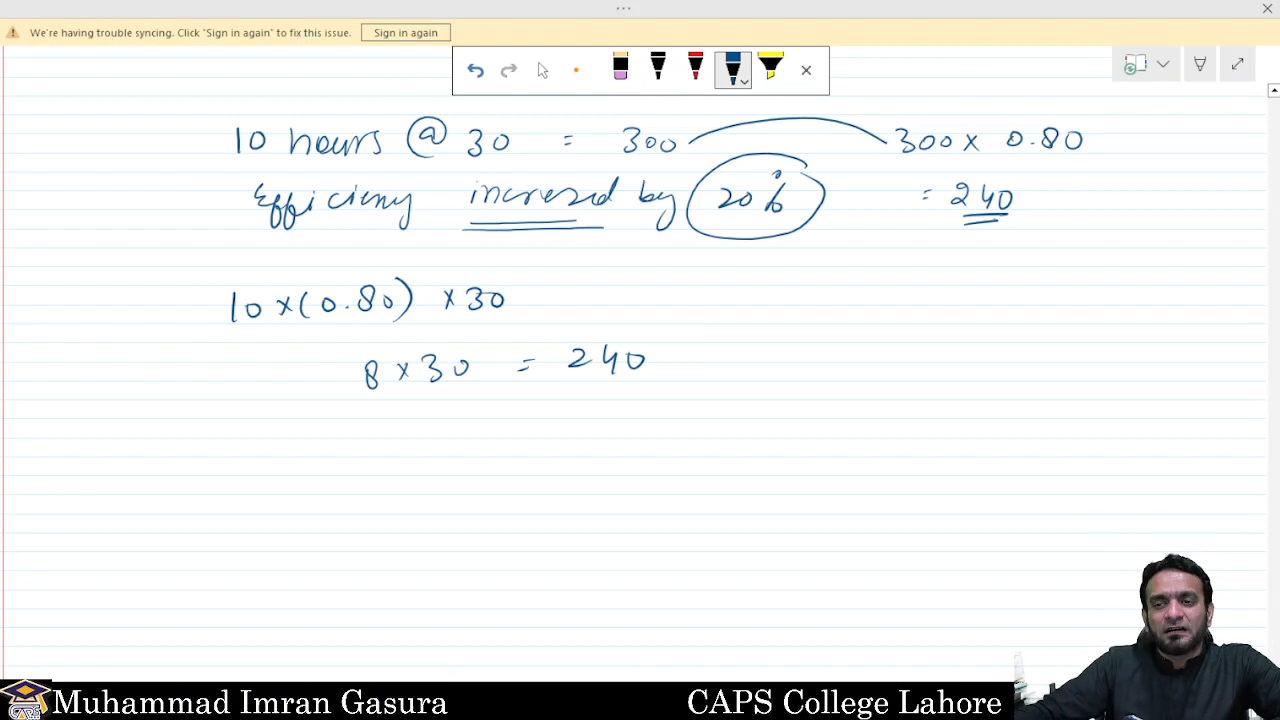 We're having trouble syncing. Click "Sign in again" to fix this issue. Sign in again
10 hours @ 30 = 300 300 × 0.80
Efficiency incresed by 20% = 240
10 × (0.80) × 30
8 × 30 = 240
Muhammad Imran Gasura CAPS College Lahore